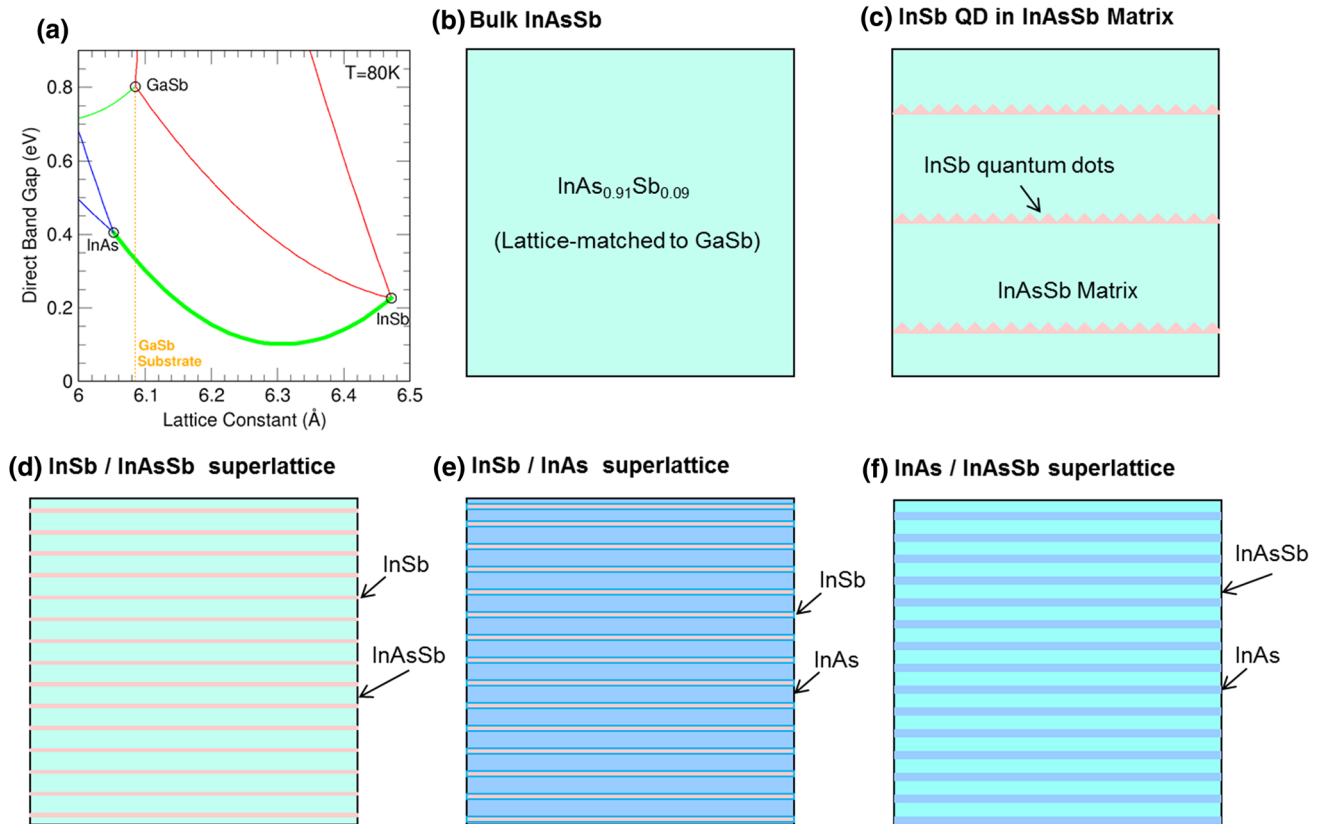 (a)
T=80K
GaSb
InAs
InSb
GaSb
Substrate
Direct Band Gap (eV)
0.8
0.6
0.4
0.2
0
6 6.1 6.2 6.3 6.4 6.5
Lattice Constant (Å)
(b) Bulk InAsSb
InAs0.91Sb0.09
(Lattice-matched to GaSb)
(c) InSb QD in InAsSb Matrix
InSb quantum dots
InAsSb Matrix
(d) InSb / InAsSb superlattice
InSb
InAsSb
(e) InSb / InAs superlattice
InSb
InAs
(f) InAs / InAsSb superlattice
InAsSb
InAs